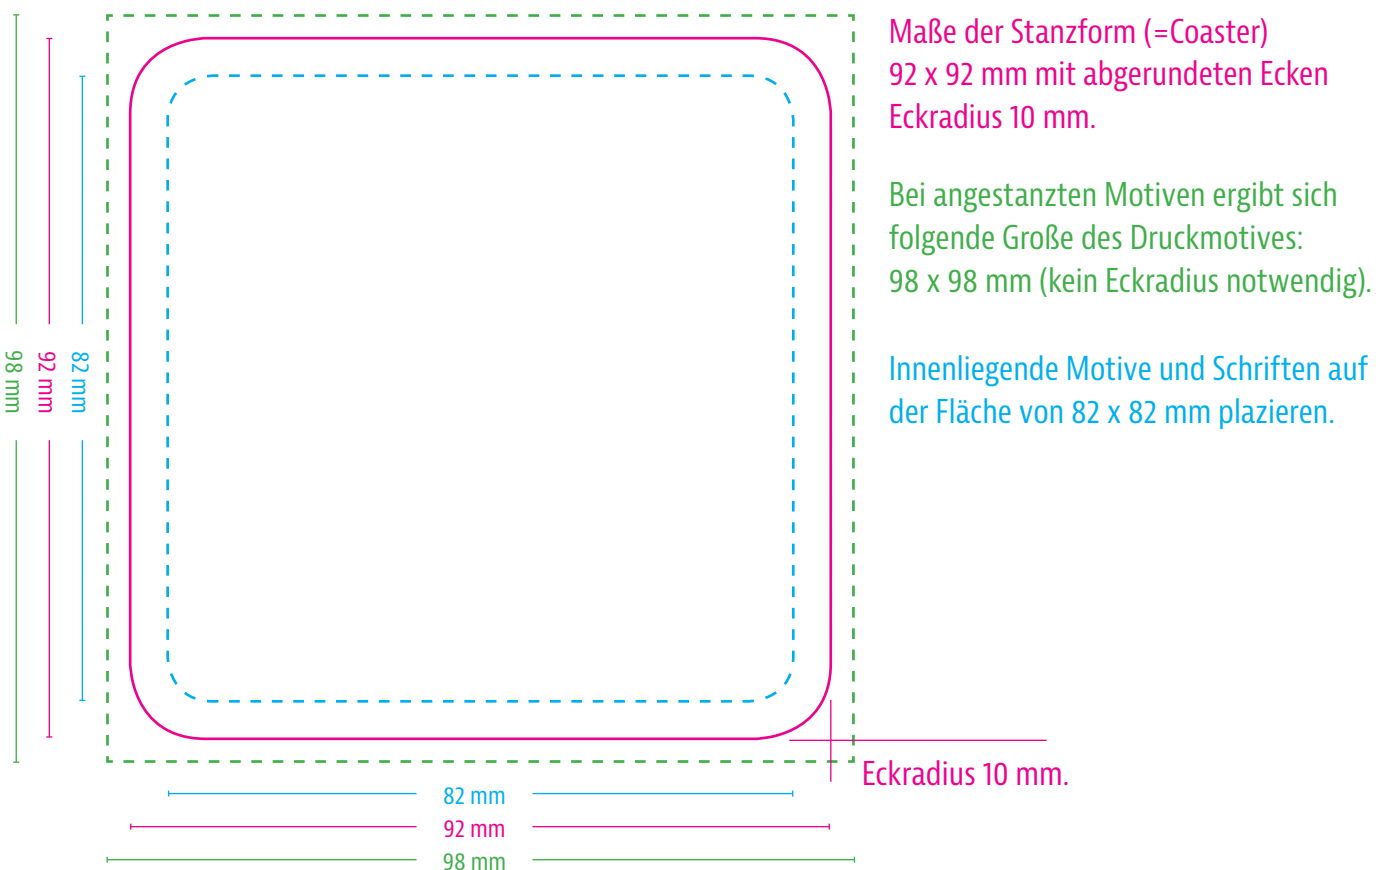 Maße der Stanzform (=Coaster)
92 x 92 mm mit abgerundeten Ecken
Eckradius 10 mm.
Bei angestanzten Motiven ergibt sich
folgende Große des Druckmotives:
98 x 98 mm (kein Eckradius notwendig).
Innenliegende Motive und Schriften auf
der Fläche von 82 x 82 mm plazieren.
98 mm
92 mm
82 mm
Eckradius 10 mm.
82 mm
92 mm
98 mm